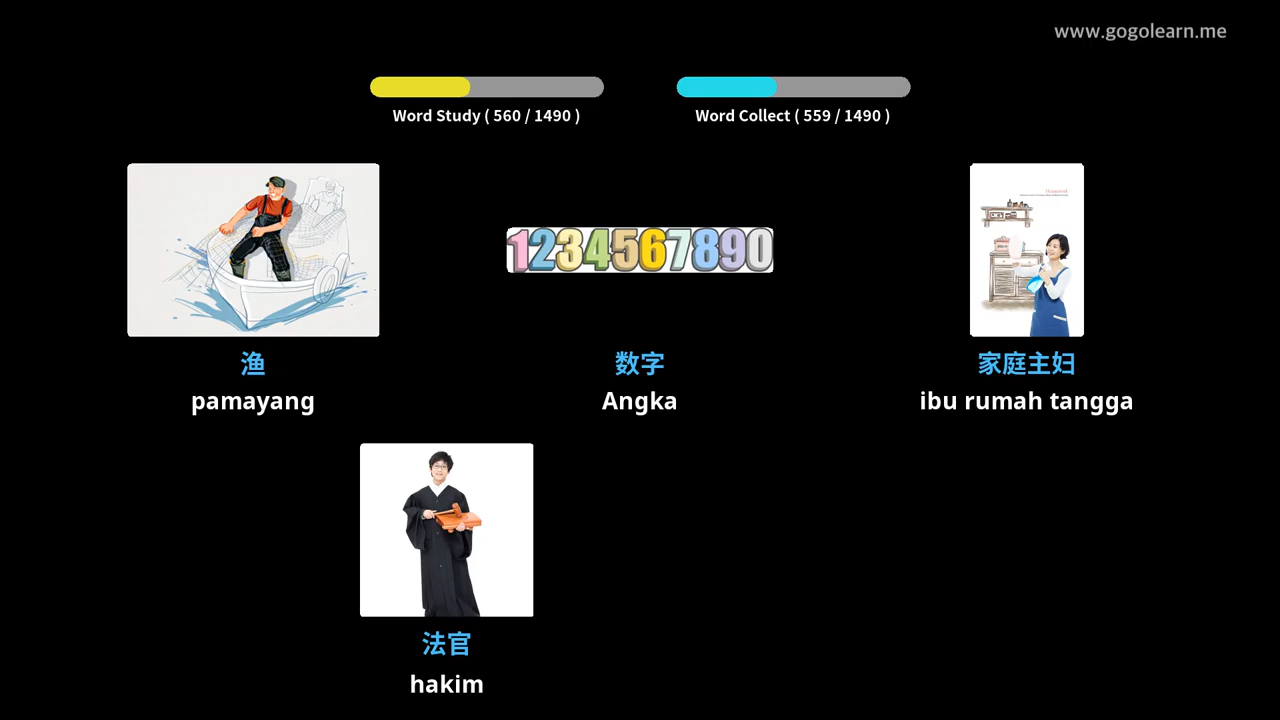 www.gogolearn.me
Word Study ( 560 / 1490 )
Word Collect ( 559 / 1490 )
1234567890
渔
pamayang
数字
Angka
家庭主妇
ibu rumah tangga
法官
hakim